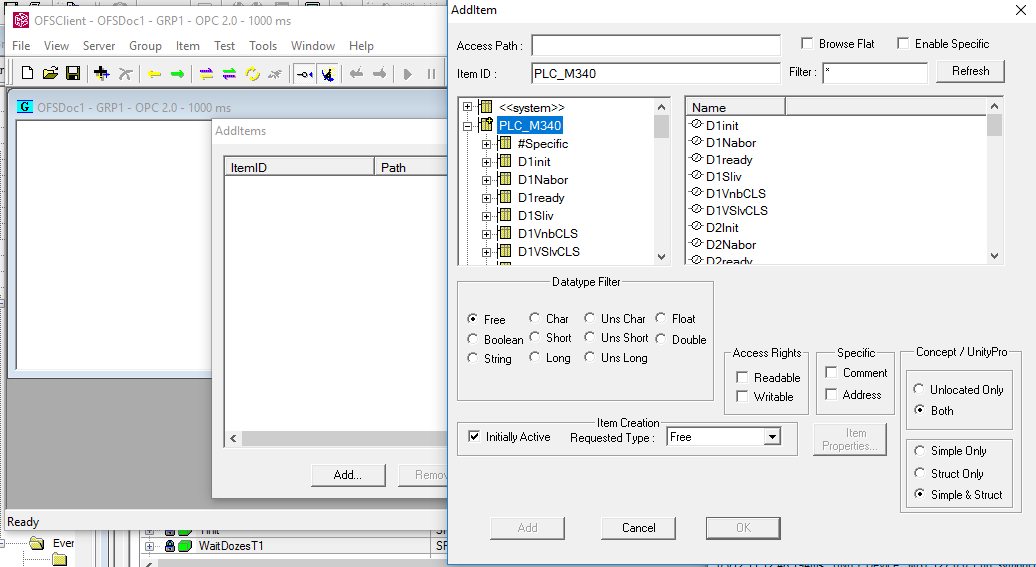 OFSClient - OFSDoc1 - GRP1 - OPC 2.0 - 1000 ms
File View Server Group Item Test Tools Window Help
G OFSDoc1 - GRP1 - OPC 2.0 - 1000 ms
AddItems
ItemID Path
Add... Remov
Ready
Ever
WaitDozesT1 SF
AddItem
Access Path :
Browse Flat
Enable Specific
Item ID : PLC_M340
Filter : *
Refresh
<<system>>
PLC_M340
#Specific
D1init
D1Nabor
D1ready
D1Sliv
D1VnbCLS
D1VSlvCLS
Name
D1init
D1Nabor
D1ready
D1Sliv
D1VnbCLS
D1VSlvCLS
D2Init
D2Nabor
D2ready
Datatype Filter
Free Char Uns Char Float
Boolean Short Uns Short Double
String Long Uns Long
Access Rights
Readable
Writable
Specific
Comment
Address
Concept / UnityPro
Unlocated Only
Both
Simple Only
Struct Only
Simple & Struct
Item Creation
Initially Active
Requested Type : Free
Item
Properties...
Add
Cancel
OK